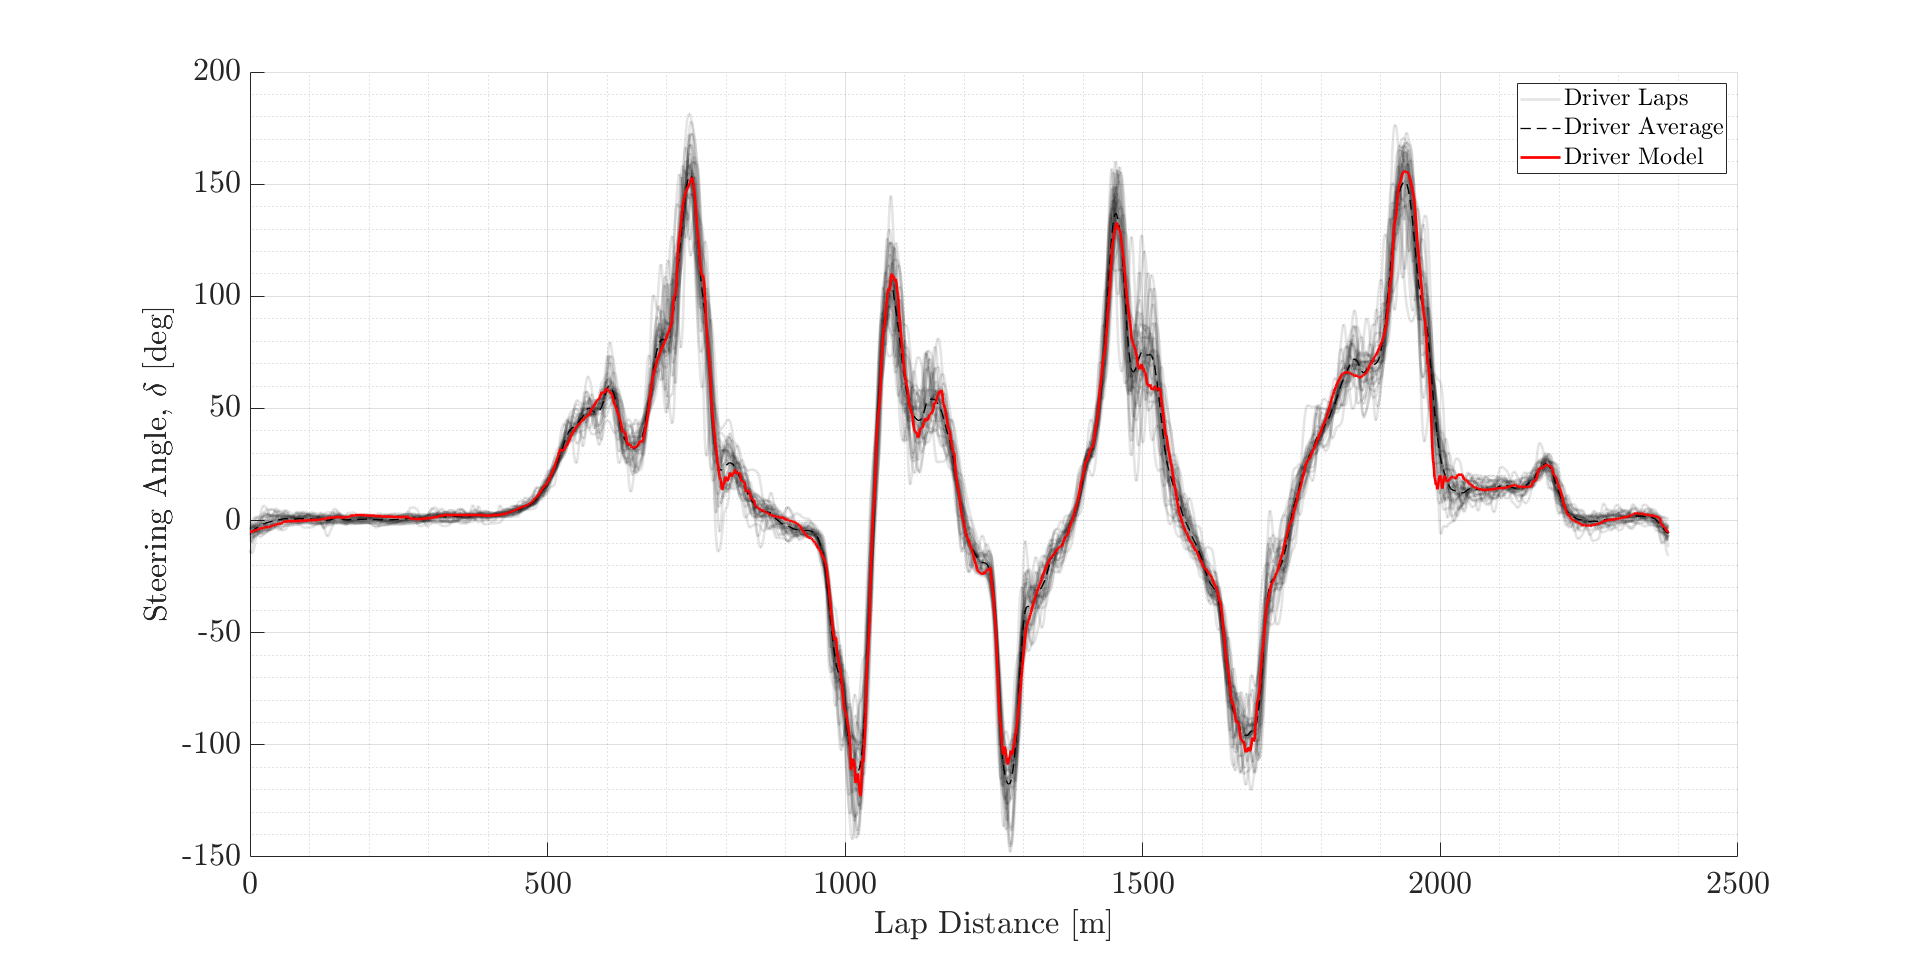 200
150
100
50
0
-50
-100
-150
0 500 1000 1500 2000 2500
Lap Distance [m]
Steering Angle, δ [deg]
Driver Laps
Driver Average
Driver Model